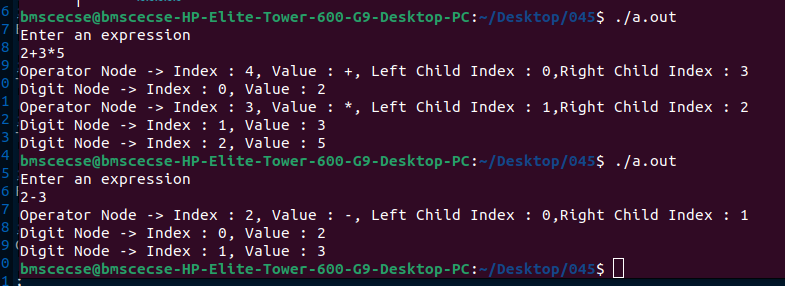 bmscecse@bmscecse-HP-Elite-Tower-600-G9-Desktop-PC:~/Desktop/045$ ./a.out
Enter an expression
2+3*5
Operator Node -> Index : 4, Value : +, Left Child Index : 0,Right Child Index : 3
Digit Node -> Index : 0, Value : 2
Operator Node -> Index : 3, Value : *, Left Child Index : 1,Right Child Index : 2
Digit Node -> Index : 1, Value : 3
Digit Node -> Index : 2, Value : 5
bmscecse@bmscecse-HP-Elite-Tower-600-G9-Desktop-PC:~/Desktop/045$ ./a.out
Enter an expression
2-3
Operator Node -> Index : 2, Value : -, Left Child Index : 0,Right Child Index : 1
Digit Node -> Index : 0, Value : 2
Digit Node -> Index : 1, Value : 3
bmscecse@bmscecse-HP-Elite-Tower-600-G9-Desktop-PC:~/Desktop/045$